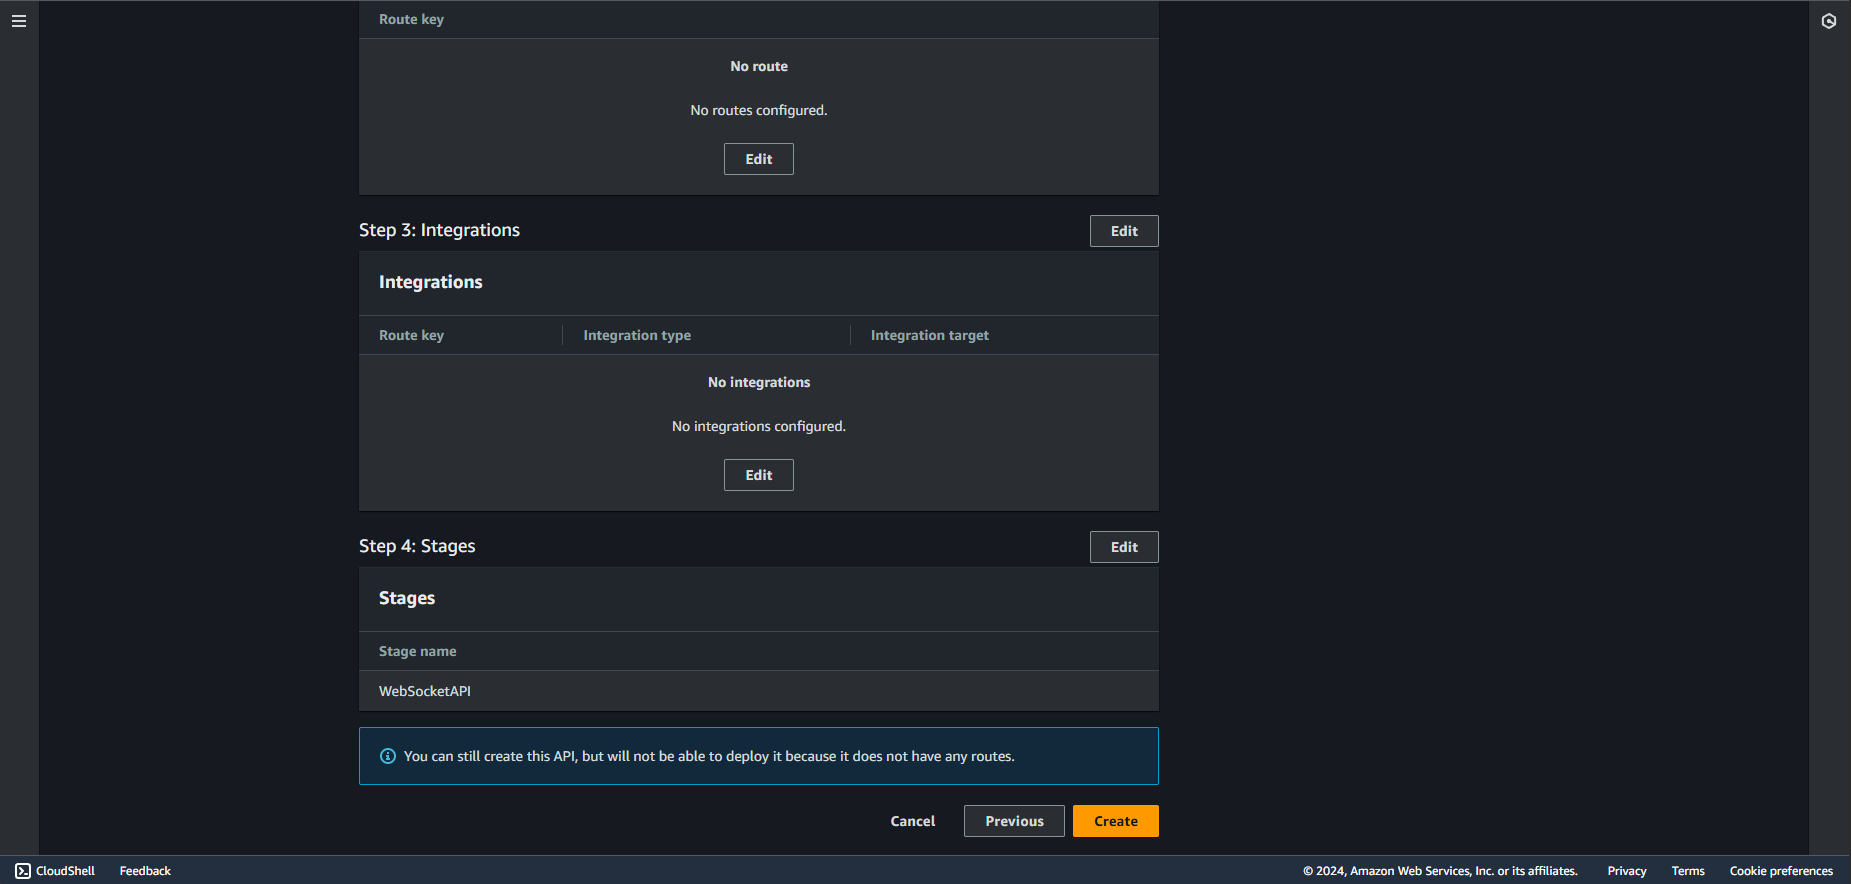 Route key
No route
No routes configured.
Edit
Step 3: Integrations
Edit
Integrations
Route key
Integration type
Integration target
No integrations
No integrations configured.
Edit
Step 4: Stages
Edit
Stages
Stage name
WebSocketAPI
You can still create this API, but will not be able to deploy it because it does not have any routes.
Cancel
Previous
Create
CloudShell
Feedback
© 2024, Amazon Web Services, Inc. or its affiliates.
Privacy
Terms
Cookie preferences